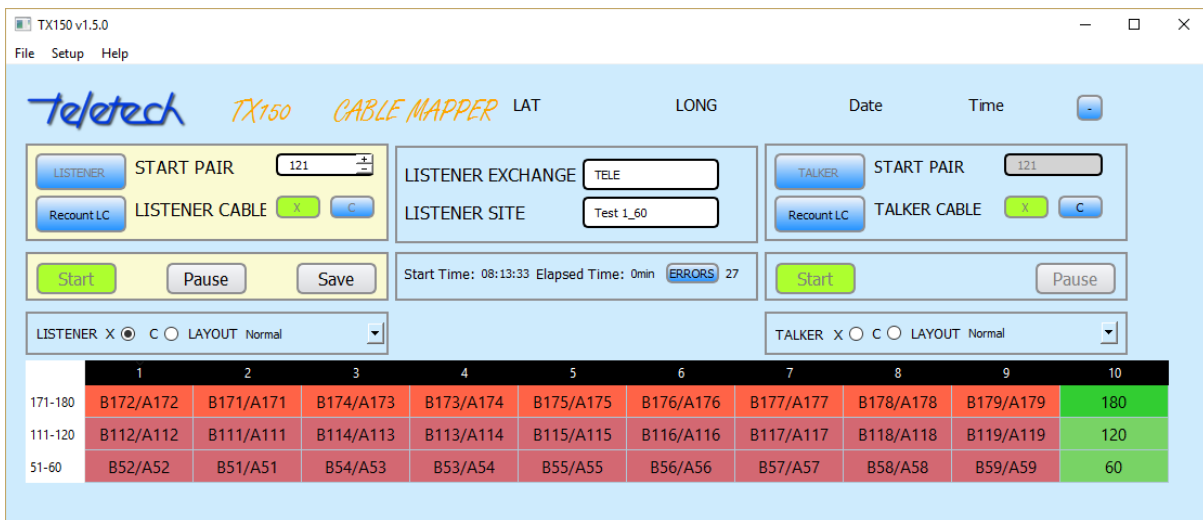 TX150 v1.5.0
File Setup Help
Teletech TX150 CABLE MAPPER LAT LONG Date Time -
LISTENER START PAIR 121 + -
Recount LC LISTENER CABLE X C
LISTENER EXCHANGE TELE
LISTENER SITE Test 1_60
TALKER START PAIR 121
Recount LC TALKER CABLE X C
Start Pause Save
Start Time: 08:13:33 Elapsed Time: 0min ERRORS 27
Start Pause
LISTENER X C LAYOUT Normal
TALKER X C LAYOUT Normal
1 2 3 4 5 6 7 8 9 10
171-180 B172/A172 B171/A171 B174/A173 B173/A174 B175/A175 B176/A176 B177/A177 B178/A178 B179/A179 180
111-120 B112/A112 B111/A111 B114/A113 B113/A114 B115/A115 B116/A116 B117/A117 B118/A118 B119/A119 120
51-60 B52/A52 B51/A51 B54/A53 B53/A54 B55/A55 B56/A56 B57/A57 B58/A58 B59/A59 60